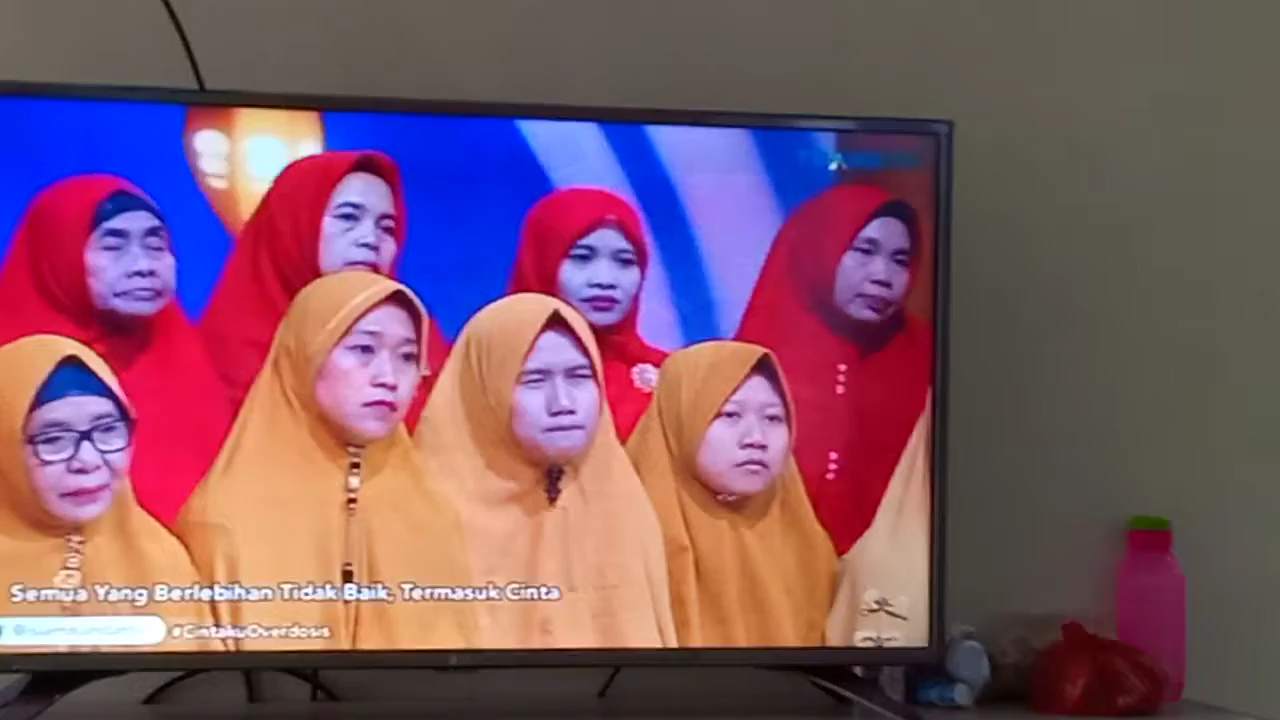 Semua Yang Berlebihan Tidak Baik, Termasuk Cinta
#CintakuOverdosis